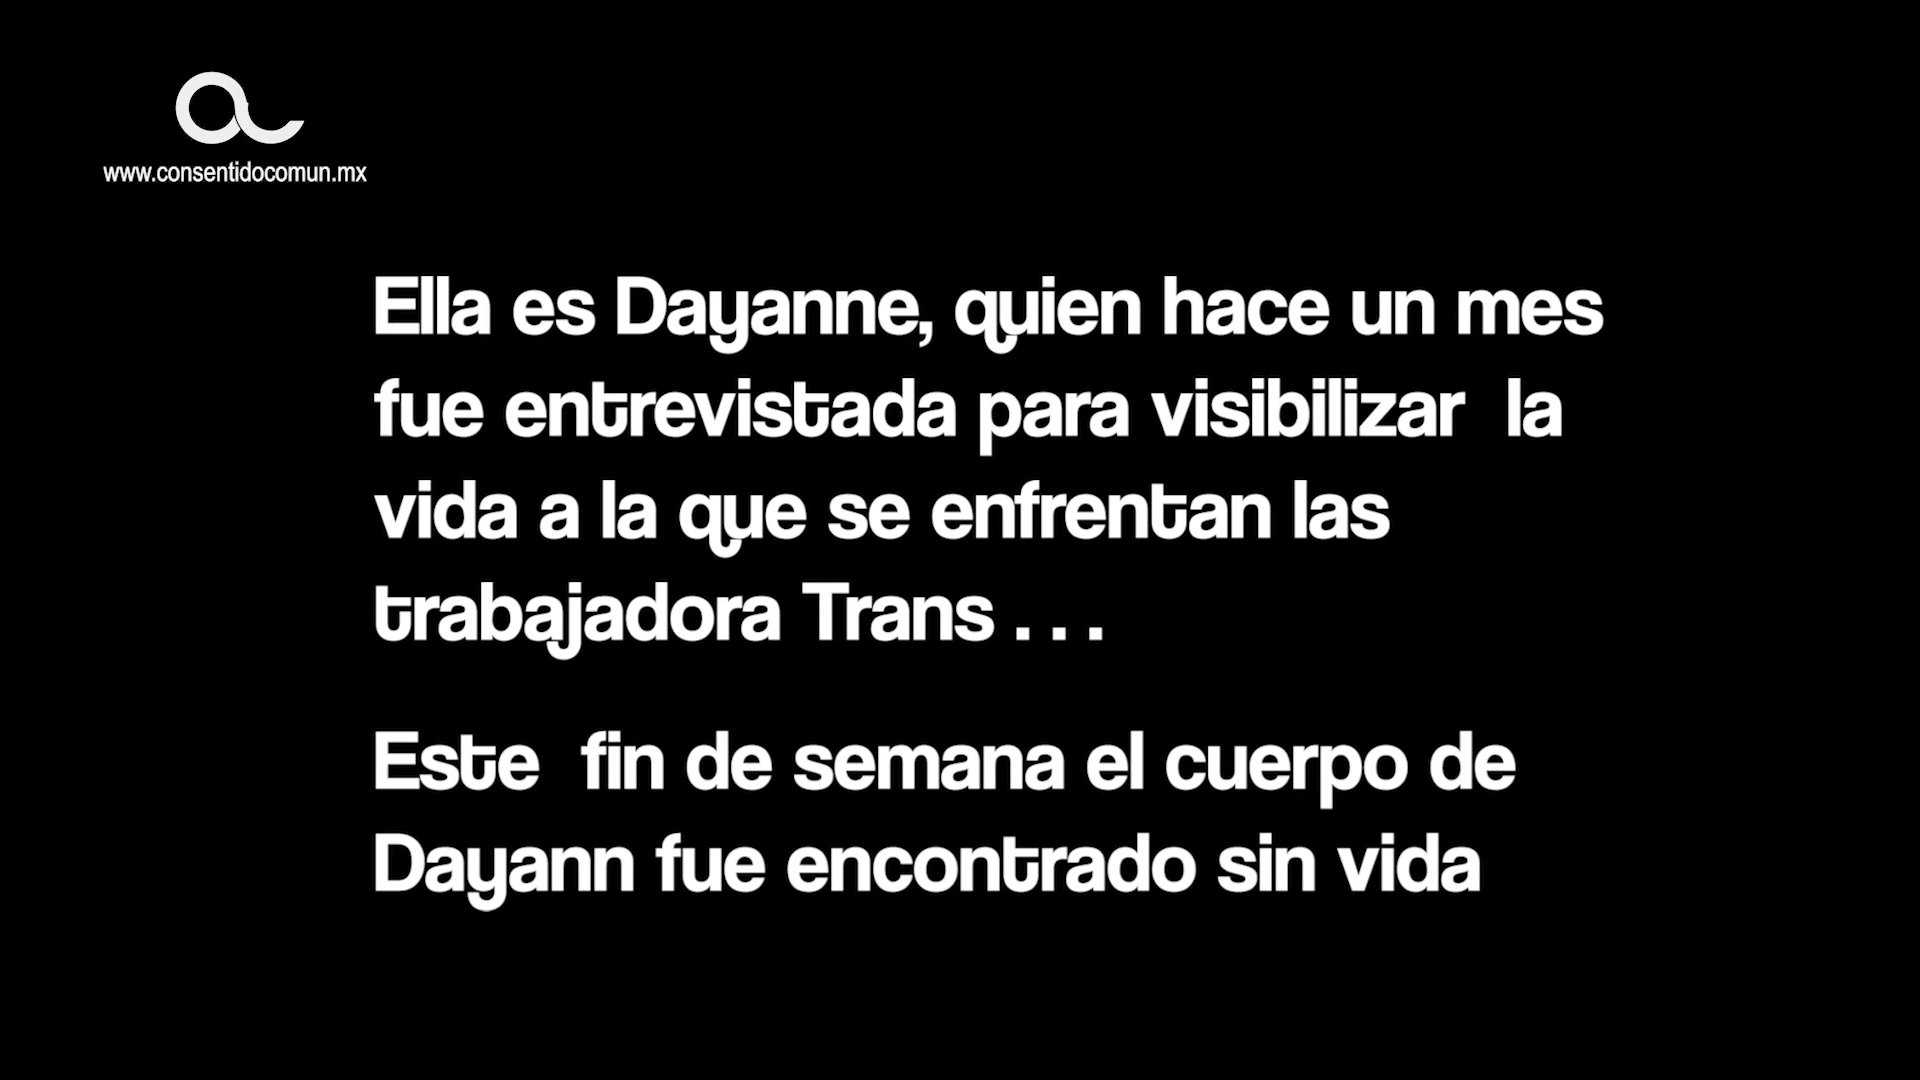 www.consentidocomun.mx
Ella es Dayanne, quien hace un mes
fue entrevistada para visibilizar la
vida a la que se enfrentan las
trabajadora Trans . . .
Este fin de semana el cuerpo de
Dayann fue encontrado sin vida